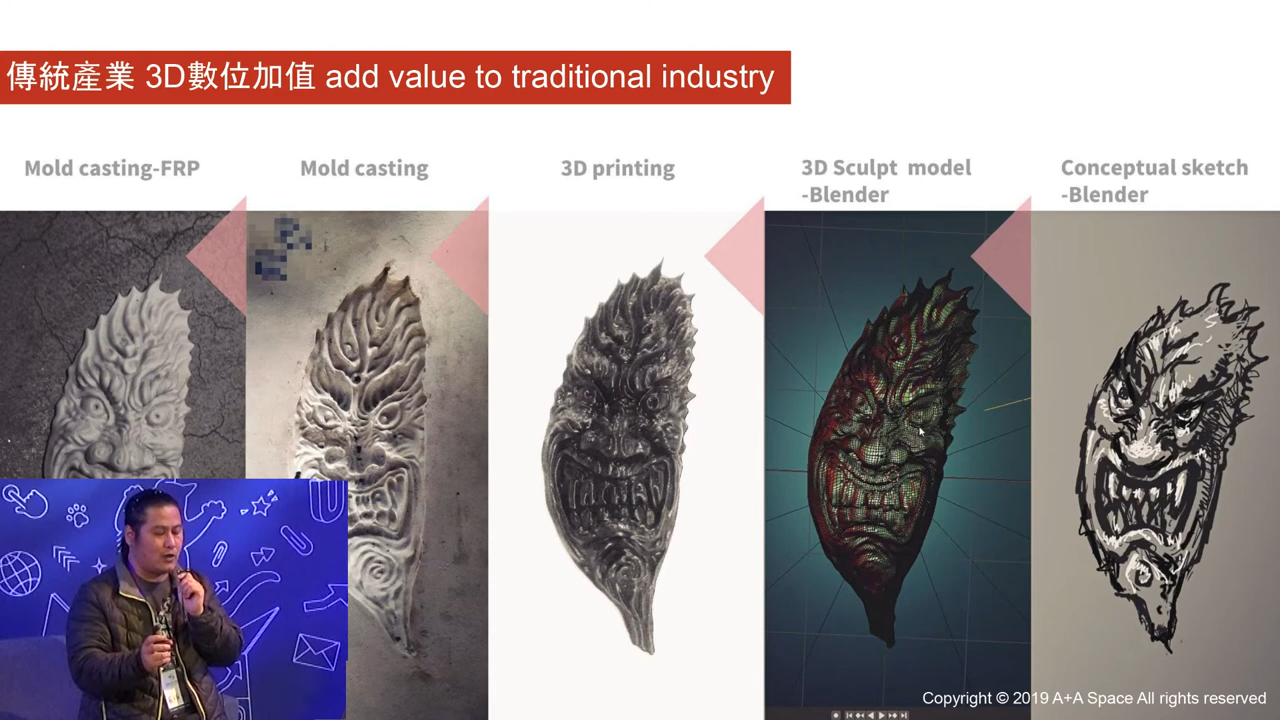 傳統產業 3D數位加值 add value to traditional industry
Mold casting-FRP
Mold casting
3D printing
3D Sculpt model
-Blender
Conceptual sketch
-Blender
Copyright © 2019 A+A Space All rights reserved